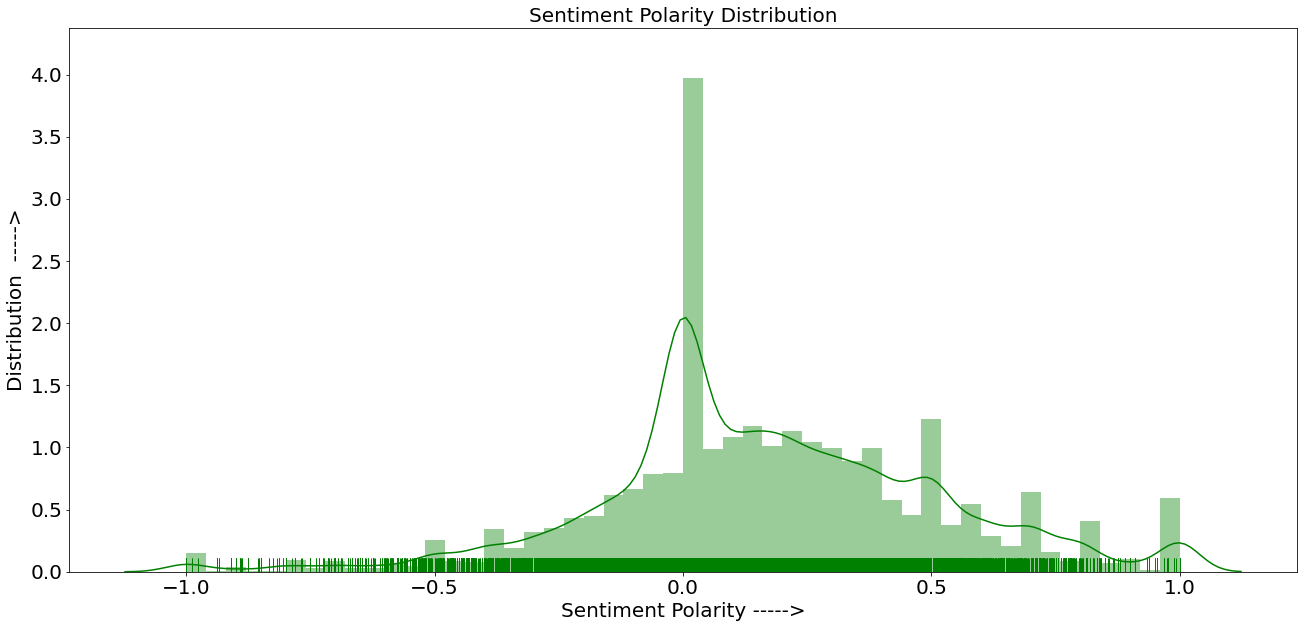 Sentiment Polarity Distribution
Distribution ----->
4.0
3.5
3.0
2.5
2.0
1.5
1.0
0.5
0.0
−1.0 −0.5 0.0 0.5 1.0
Sentiment Polarity ----->